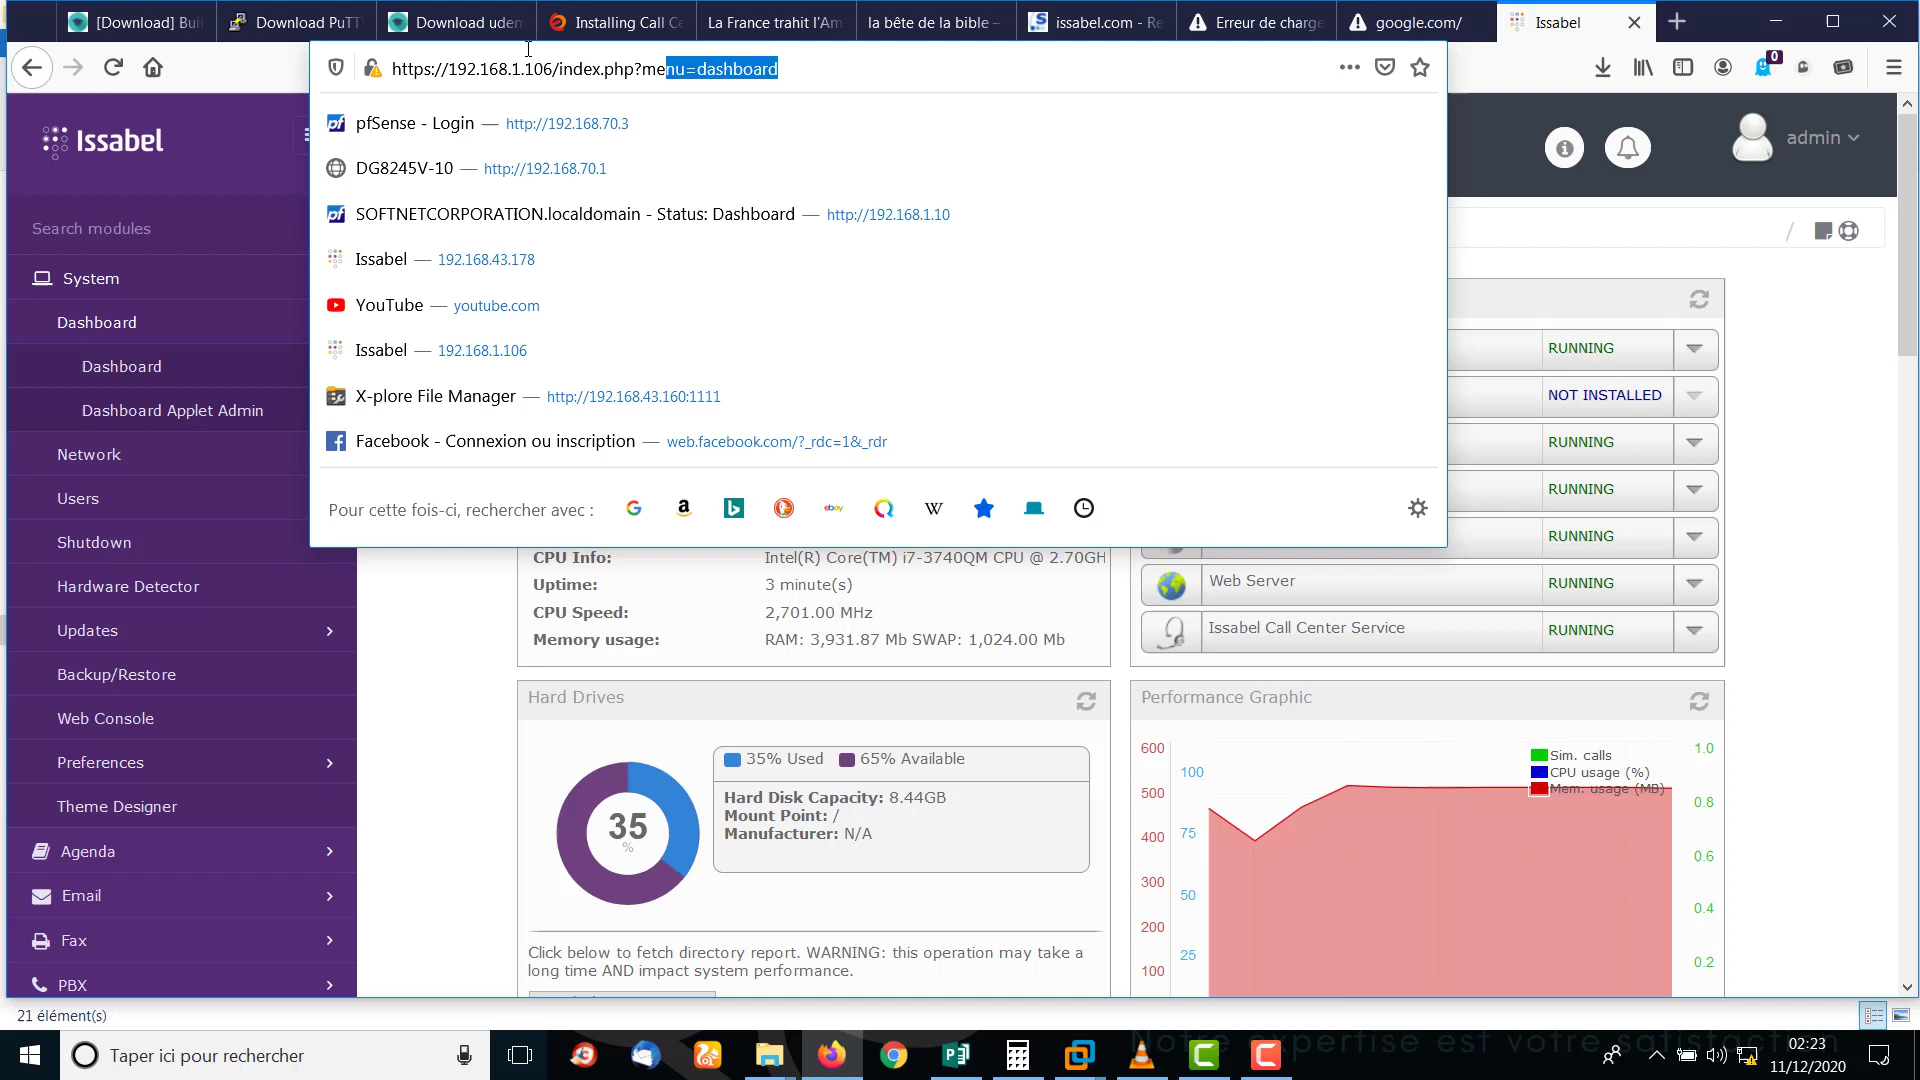 [Download] Buil
Download PuTT
Download uden
Installing Call Ce
La France trahit l'Am
la bête de la bible –
issabel.com - Re
Erreur de charge
google.com/
Issabel
https://192.168.1.106/index.php?menu=dashboard
0
Issabel
admin
Search modules
System
Dashboard
Dashboard
Dashboard Applet Admin
Network
Users
Shutdown
Hardware Detector
Updates
Backup/Restore
Web Console
Preferences
Theme Designer
Agenda
Email
Fax
PBX
pfSense - Login — http://192.168.70.3
DG8245V-10 — http://192.168.70.1
SOFTNETCORPORATION.localdomain - Status: Dashboard — http://192.168.1.10
Issabel — 192.168.43.178
YouTube — youtube.com
Issabel — 192.168.1.106
X-plore File Manager — http://192.168.43.160:1111
Facebook - Connexion ou inscription — web.facebook.com/?_rdc=1&_rdr
Pour cette fois-ci, rechercher avec :
/
RUNNING
NOT INSTALLED
RUNNING
RUNNING
RUNNING
Web Server RUNNING
Issabel Call Center Service RUNNING
CPU Info: Intel(R) Core(TM) i7-3740QM CPU @ 2.70GH
Uptime: 3 minute(s)
CPU Speed: 2,701.00 MHz
Memory usage: RAM: 3,931.87 Mb SWAP: 1,024.00 Mb
Hard Drives
35% Used 65% Available
35
%
Hard Disk Capacity: 8.44GB
Mount Point: /
Manufacturer: N/A
Click below to fetch directory report. WARNING: this operation may take a
long time AND impact system performance.
Performance Graphic
600
500
400
300
200
100
100
75
50
25
Sim. calls
CPU usage (%)
Mem. usage (MB)
1.0
0.8
0.6
0.4
0.2
21 élément(s)
Taper ici pour rechercher
Notre expertise est votre satisfaction
02:23
11/12/2020